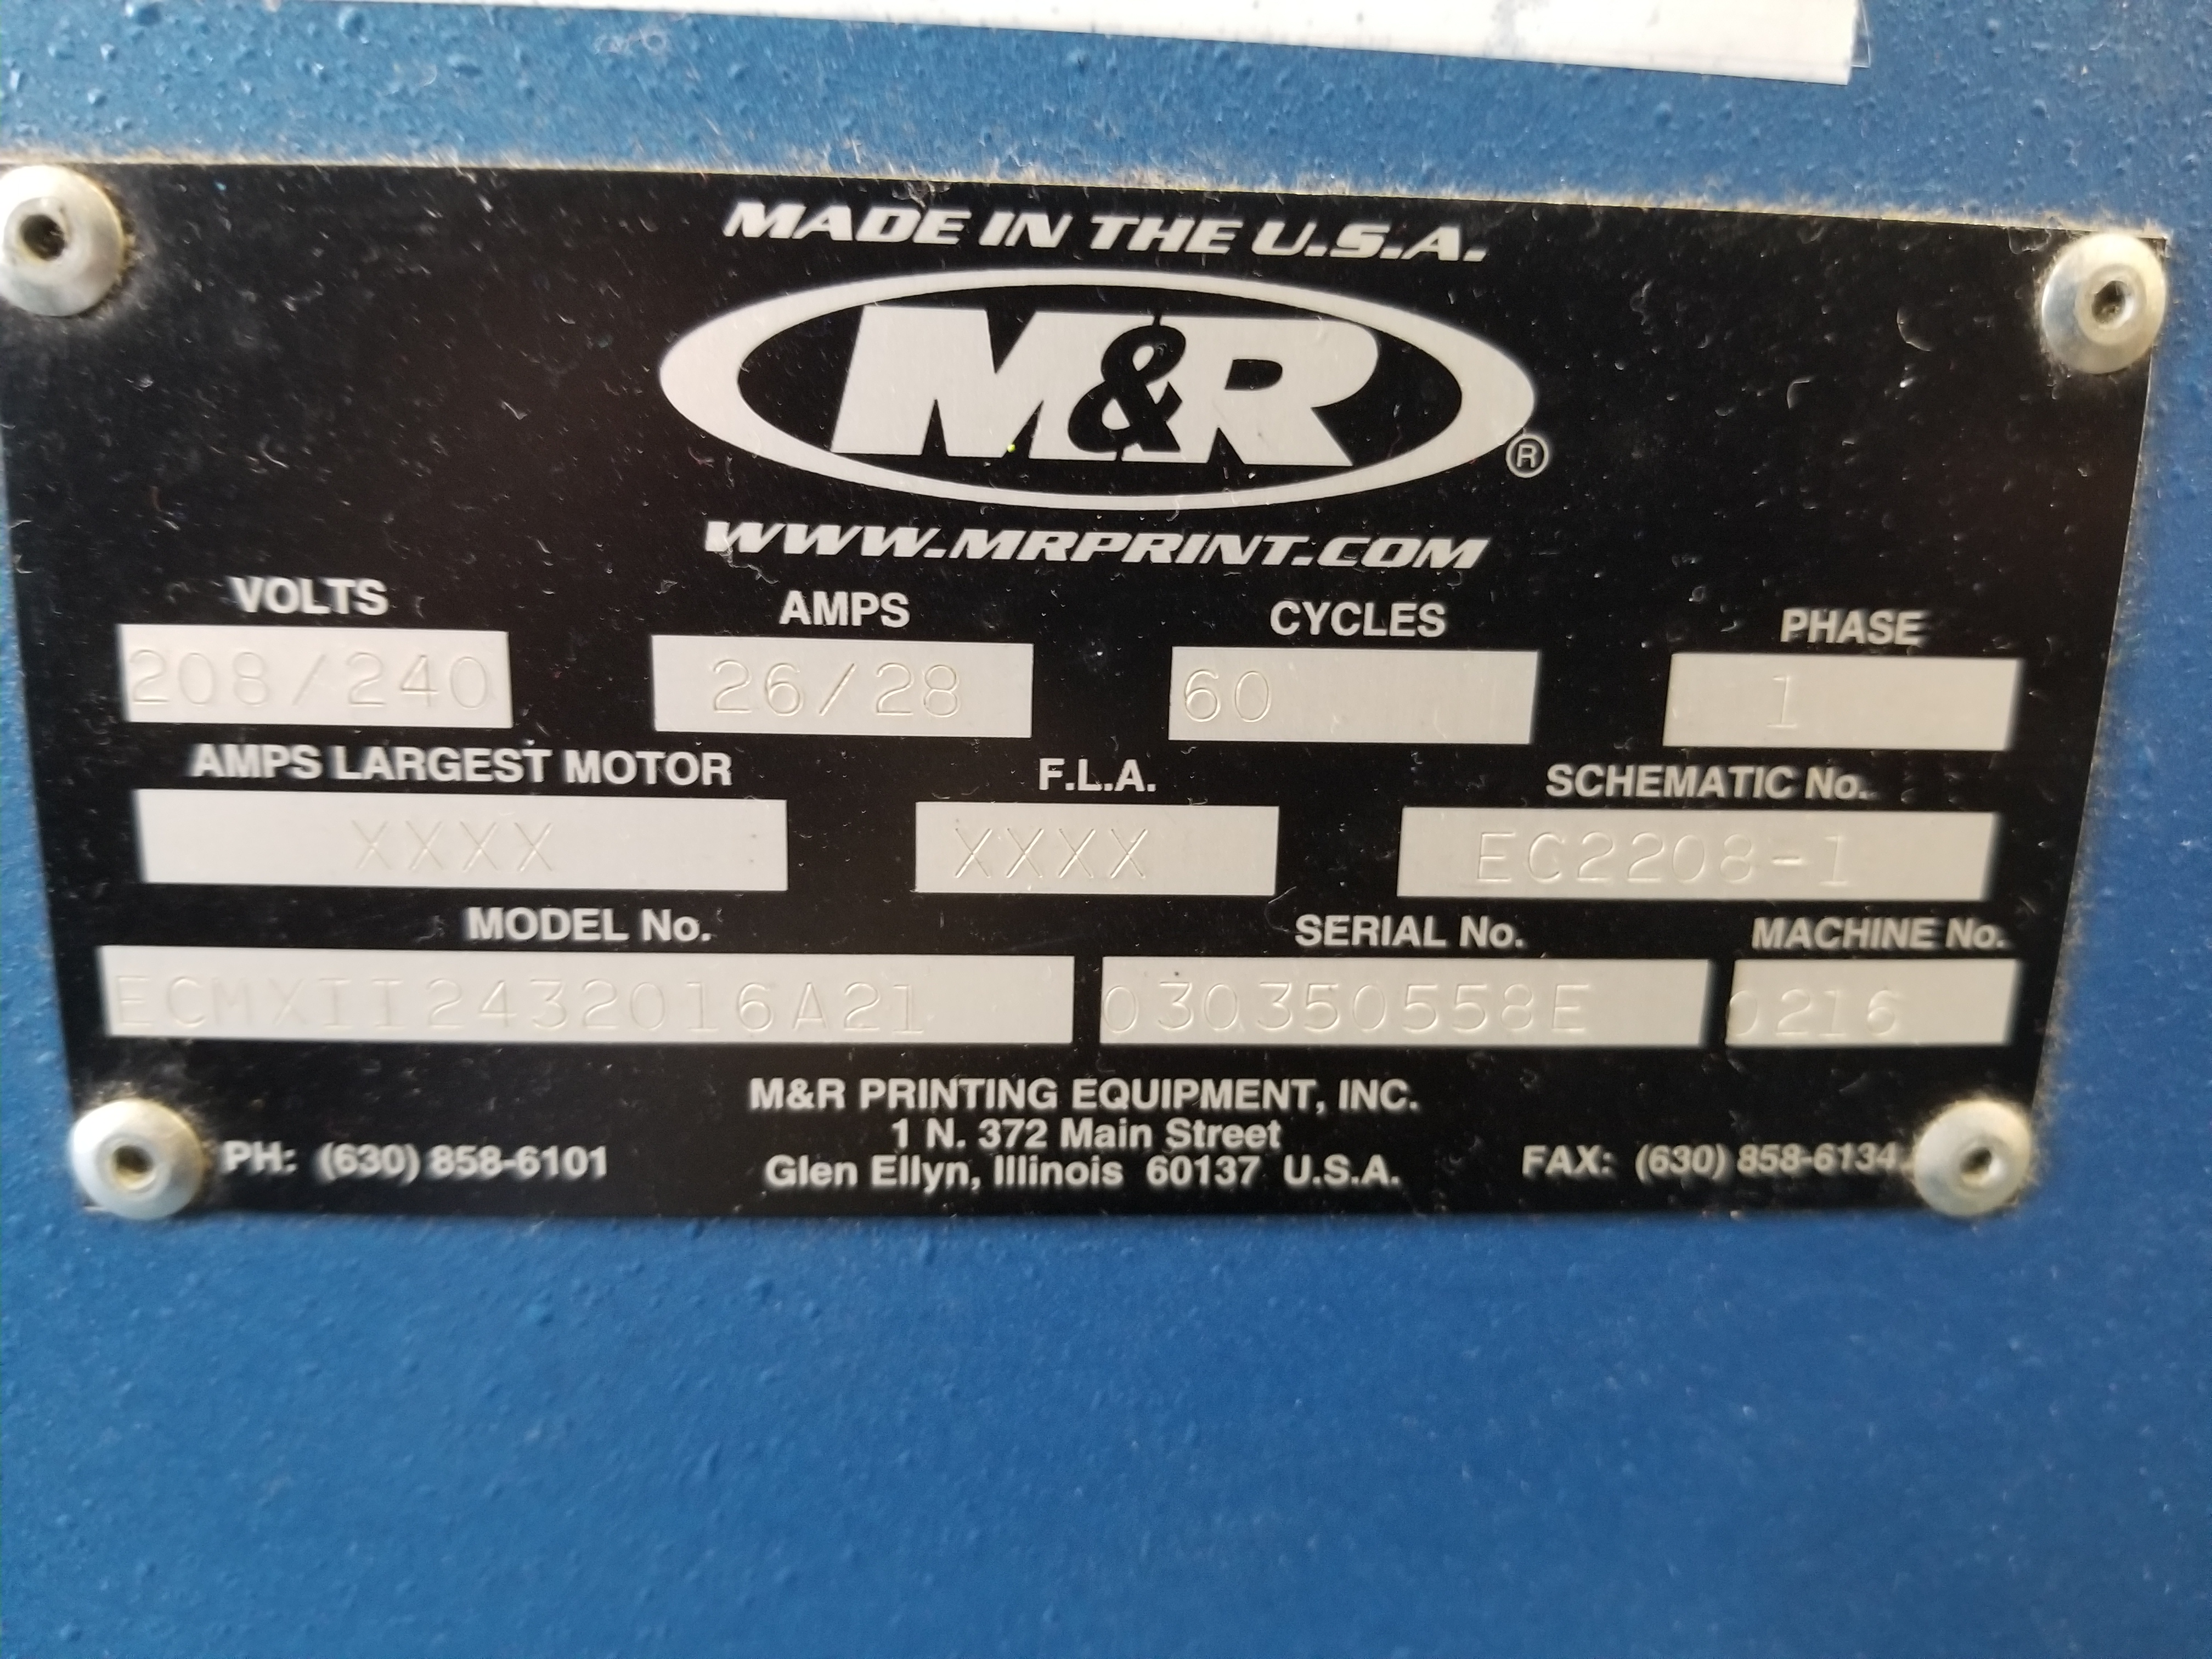 MADE IN THE U.S.A.
M&R®
WWW.MRPRINT.COM
VOLTS AMPS CYCLES PHASE
208/240 26/28 60 1
AMPS LARGEST MOTOR F.L.A. SCHEMATIC No.
XXXX XXXX EC2208-1
MODEL No. SERIAL No. MACHINE No.
ECMXII2432016A21 030350558E 0216
M&R PRINTING EQUIPMENT, INC.
1 N. 372 Main Street
PH: (630) 858-6101 Glen Ellyn, Illinois 60137 U.S.A. FAX: (630) 858-6134